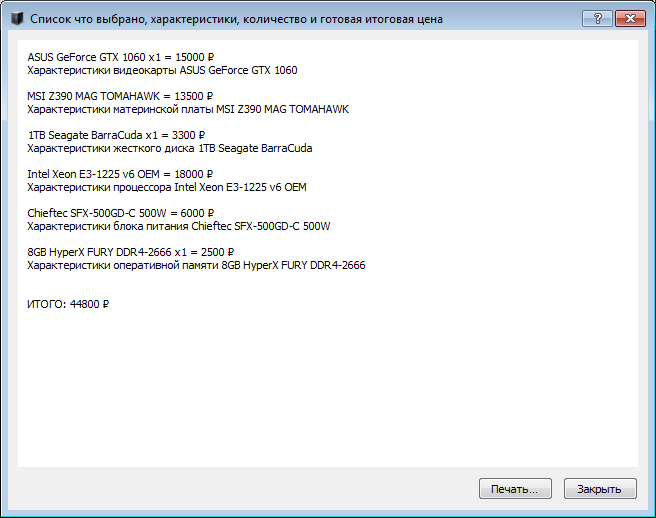 Список что выбрано, характеристики, количество и готовая итоговая цена
ASUS GeForce GTX 1060 x1 = 15000 ₽
Характеристики видеокарты ASUS GeForce GTX 1060
MSI Z390 MAG TOMAHAWK = 13500 ₽
Характеристики материнской платы MSI Z390 MAG TOMAHAWK
1TB Seagate BarraCuda x1 = 3300 ₽
Характеристики жесткого диска 1TB Seagate BarraCuda
Intel Xeon E3-1225 v6 OEM = 18000 ₽
Характеристики процессора Intel Xeon E3-1225 v6 OEM
Chieftec SFX-500GD-C 500W = 6000 ₽
Характеристики блока питания Chieftec SFX-500GD-C 500W
8GB HyperX FURY DDR4-2666 x1 = 2500 ₽
Характеристики оперативной памяти 8GB HyperX FURY DDR4-2666
ИТОГО: 44800 ₽
Печать... Закрыть